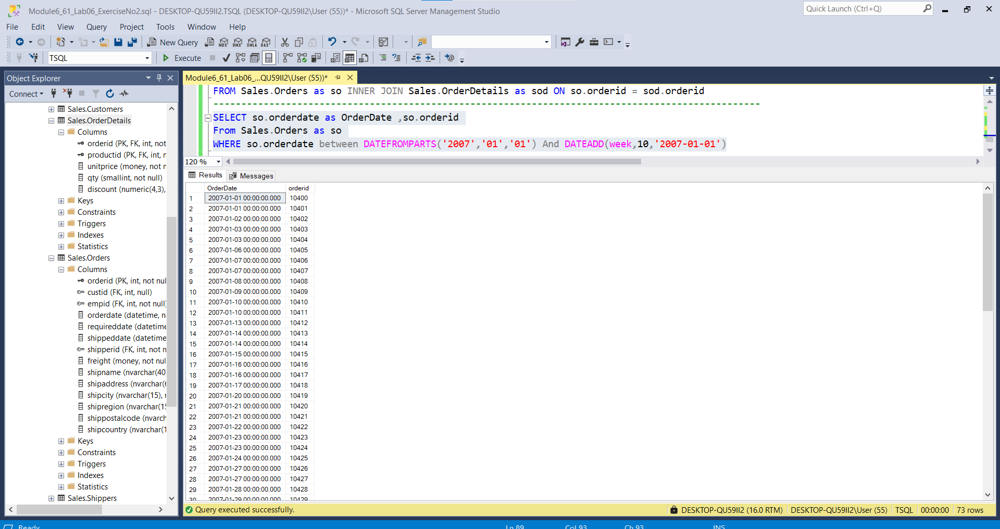 Module6_61_Lab06_ExerciseNo2.sql - DESKTOP-QU59II2.TSQL (DESKTOP-QU59II2\User (55))* - Microsoft SQL Server Management Studio
Quick Launch (Ctrl+Q)
File Edit View Query Project Tools Window Help
New Query MDX DMX XMLA DAX
TSQL Execute
Object Explorer
Connect
Sales.Customers
Sales.OrderDetails
Columns
orderid (PK, FK, int, not
productid (PK, FK, int, r
unitprice (money, not n
qty (smallint, not null)
discount (numeric(4,3),
Keys
Constraints
Triggers
Indexes
Statistics
Sales.Orders
Columns
orderid (PK, int, not nul
custid (FK, int, null)
empid (FK, int, not null)
orderdate (datetime, n
requireddate (datetime
shippeddate (datetime
shipperid (FK, int, not n
freight (money, not nul
shipname (nvarchar(40)
shipaddress (nvarchar(6
shipcity (nvarchar(15), r
shipregion (nvarchar(15
shippostalcode (nvarch
shipcountry (nvarchar(1
Keys
Constraints
Triggers
Indexes
Statistics
Sales.Shippers
Module6_61_Lab06_...QU59II2\User (55))*
FROM Sales.Orders as so INNER JOIN Sales.OrderDetails as sod ON so.orderid = sod.orderid
--------------------------------------------------------------------------------------------------
SELECT so.orderdate as OrderDate ,so.orderid
From Sales.Orders as so
WHERE so.orderdate between DATEFROMPARTS('2007','01','01') And DATEADD(week,10,'2007-01-01')
120 %
Results Messages
OrderDate orderid
1 2007-01-01 00:00:00.000 10400
2 2007-01-01 00:00:00.000 10401
3 2007-01-02 00:00:00.000 10402
4 2007-01-03 00:00:00.000 10403
5 2007-01-03 00:00:00.000 10404
6 2007-01-06 00:00:00.000 10405
7 2007-01-07 00:00:00.000 10406
8 2007-01-07 00:00:00.000 10407
9 2007-01-08 00:00:00.000 10408
10 2007-01-09 00:00:00.000 10409
11 2007-01-10 00:00:00.000 10410
12 2007-01-10 00:00:00.000 10411
13 2007-01-13 00:00:00.000 10412
14 2007-01-14 00:00:00.000 10413
15 2007-01-14 00:00:00.000 10414
16 2007-01-15 00:00:00.000 10415
17 2007-01-16 00:00:00.000 10416
18 2007-01-16 00:00:00.000 10417
19 2007-01-17 00:00:00.000 10418
20 2007-01-20 00:00:00.000 10419
21 2007-01-21 00:00:00.000 10420
22 2007-01-21 00:00:00.000 10421
23 2007-01-22 00:00:00.000 10422
24 2007-01-23 00:00:00.000 10423
25 2007-01-23 00:00:00.000 10424
26 2007-01-24 00:00:00.000 10425
27 2007-01-27 00:00:00.000 10426
28 2007-01-27 00:00:00.000 10427
29 2007-01-28 00:00:00.000 10428
30 2007-01-29 00:00:00.000 10429
Query executed successfully.
DESKTOP-QU59II2 (16.0 RTM) DESKTOP-QU59II2\User (55) TSQL 00:00:00 73 rows
Ready Ln 89 Col 93 Ch 93 INS